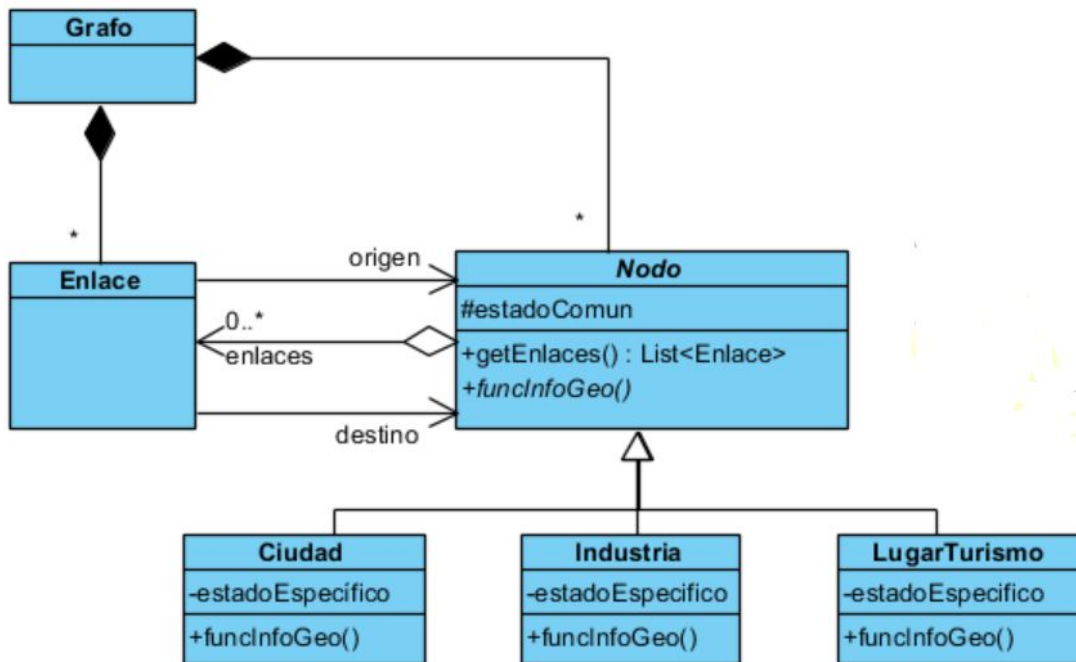 Grafo
*
*
Enlace
origen
0..*
enlaces
destino
Nodo
#estadoComun
+getEnlaces() : List<Enlace>
+funcInfoGeo()
Ciudad
-estadoEspecífico
+funcInfoGeo()
Industria
-estadoEspecifico
+funcInfoGeo()
LugarTurismo
-estadoEspecifico
+funcInfoGeo()